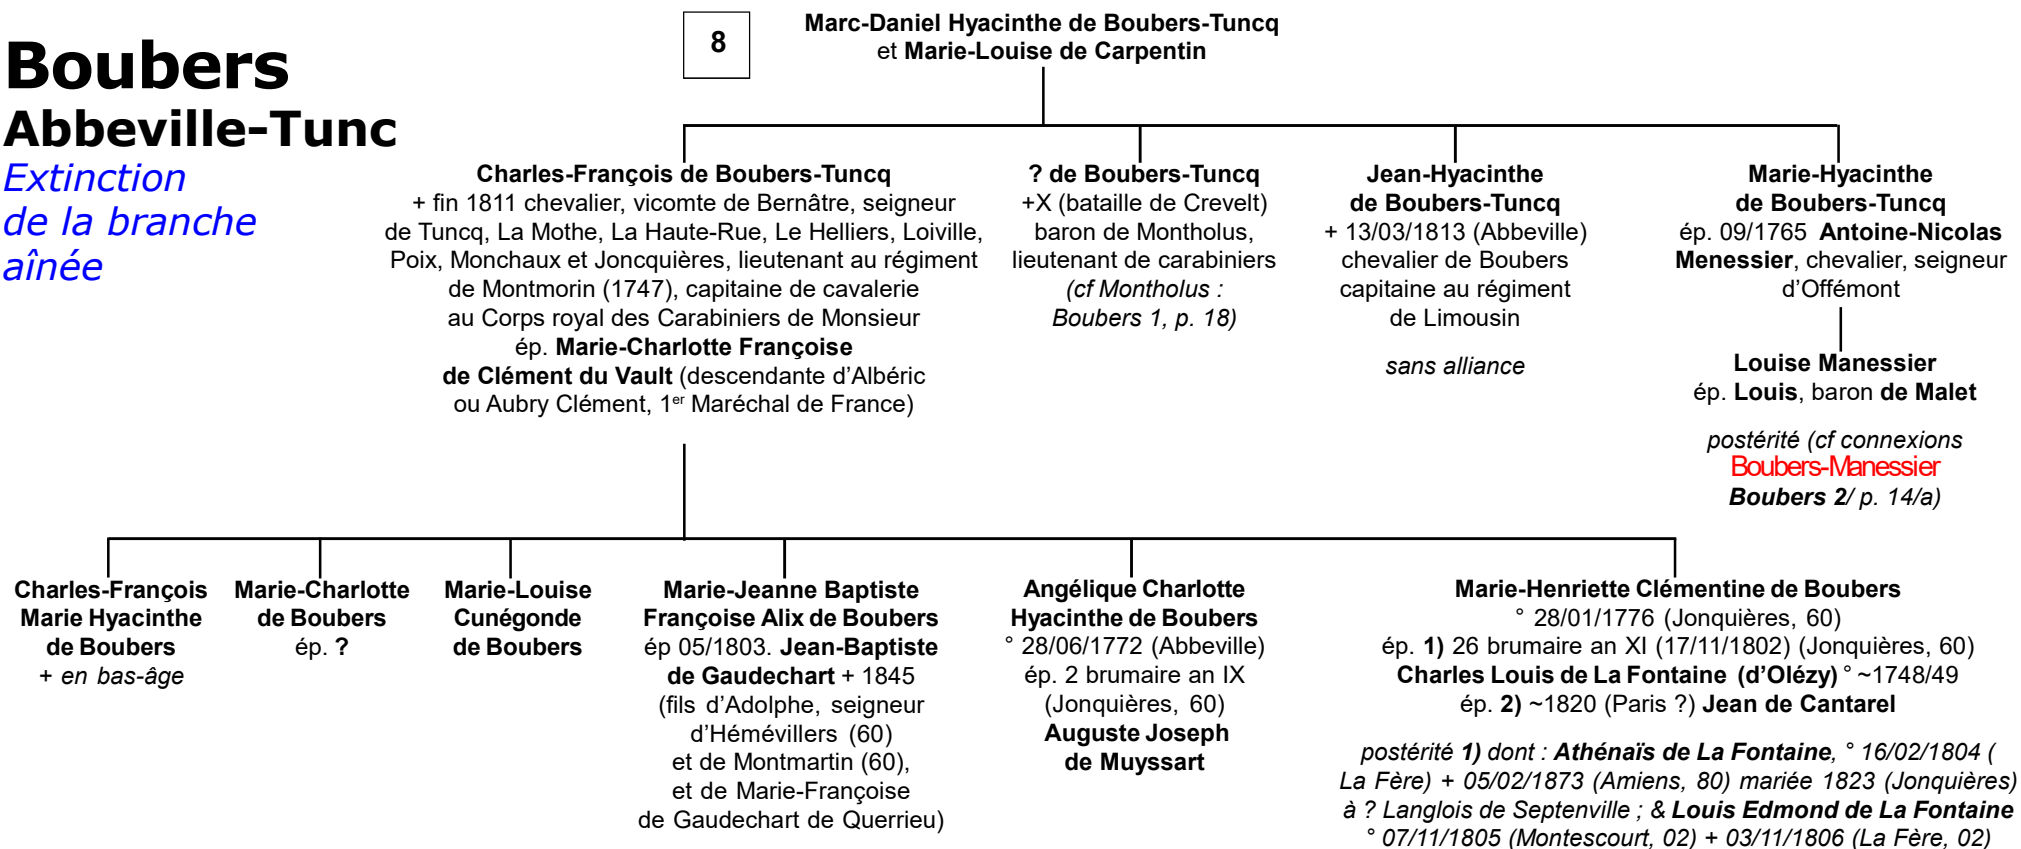 Boubers
Abbeville-Tunc
Extinction
de la branche
aînée
8
Marc-Daniel Hyacinthe de Boubers-Tuncq
et Marie-Louise de Carpentin
Charles-François de Boubers-Tuncq
+ fin 1811 chevalier, vicomte de Bernâtre, seigneur
de Tuncq, La Mothe, La Haute-Rue, Le Helliers, Loiville,
Poix, Monchaux et Joncquières, lieutenant au régiment
de Montmorin (1747), capitaine de cavalerie
au Corps royal des Carabiniers de Monsieur
ép. Marie-Charlotte Françoise
de Clément du Vault (descendante d'Albéric
ou Aubry Clément, 1er Maréchal de France)
? de Boubers-Tuncq
+X (bataille de Crevelt)
baron de Montholus,
lieutenant de carabiniers
(cf Montholus :
Boubers 1, p. 18)
Jean-Hyacinthe
de Boubers-Tuncq
+ 13/03/1813 (Abbeville)
chevalier de Boubers
capitaine au régiment
de Limousin
sans alliance
Marie-Hyacinthe
de Boubers-Tuncq
ép. 09/1765 Antoine-Nicolas
Menessier, chevalier, seigneur
d'Offémont
Louise Manessier
ép. Louis, baron de Malet
postérité (cf connexions
Boubers-Manessier
Boubers 2/ p. 14/a)
Charles-François
Marie Hyacinthe
de Boubers
+ en bas-âge
Marie-Charlotte
de Boubers
ép. ?
Marie-Louise
Cunégonde
de Boubers
Marie-Jeanne Baptiste
Françoise Alix de Boubers
ép 05/1803. Jean-Baptiste
de Gaudechart + 1845
(fils d'Adolphe, seigneur
d'Hémévillers (60)
et de Montmartin (60),
et de Marie-Françoise
de Gaudechart de Querrieu)
Angélique Charlotte
Hyacinthe de Boubers
° 28/06/1772 (Abbeville)
ép. 2 brumaire an IX
(Jonquières, 60)
Auguste Joseph
de Muyssart
Marie-Henriette Clémentine de Boubers
° 28/01/1776 (Jonquières, 60)
ép. 1) 26 brumaire an XI (17/11/1802) (Jonquières, 60)
Charles Louis de La Fontaine (d'Olézy) ° ~1748/49
ép. 2) ~1820 (Paris ?) Jean de Cantarel
postérité 1) dont : Athénaïs de La Fontaine, ° 16/02/1804 (
La Fère) + 05/02/1873 (Amiens, 80) mariée 1823 (Jonquières)
à ? Langlois de Septenville ; & Louis Edmond de La Fontaine
° 07/11/1805 (Montescourt, 02) + 03/11/1806 (La Fère, 02)